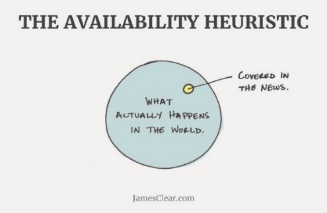 THE AVAILABILITY HEURISTIC
COVERED IN
THE NEWS.
WHAT
ACTUALLY HAPPENS
IN THE WORLD.
JamesClear.com